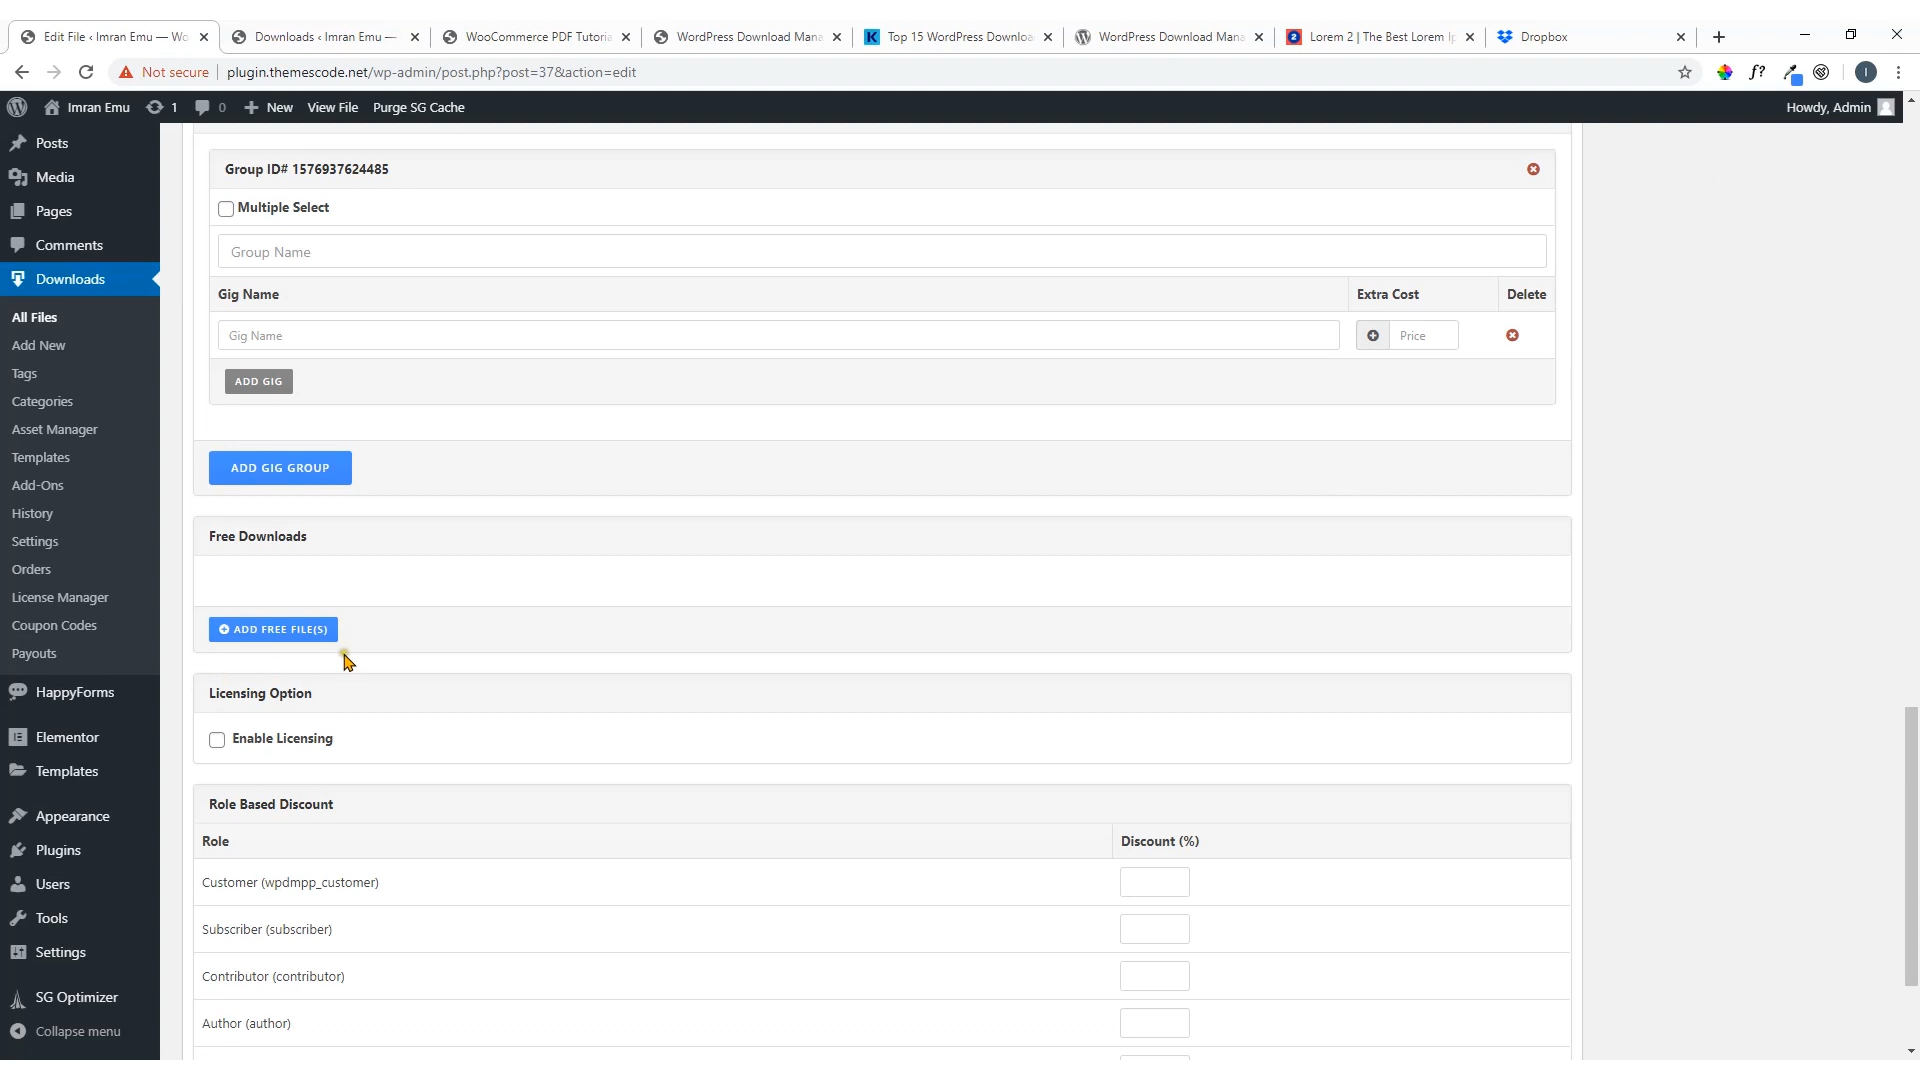 Edit File ‹ Imran Emu — Wo
Downloads ‹ Imran Emu —
WooCommerce PDF Tutoria
WordPress Download Mana
Top 15 WordPress Downloa
WordPress Download Mana
Lorem 2 | The Best Lorem Ip
Dropbox
Not secure
plugin.themescode.net/wp-admin/post.php?post=37&action=edit
f?
I
Imran Emu
1
0
New
View File
Purge SG Cache
Howdy, Admin
Posts
Media
Pages
Comments
Downloads
All Files
Add New
Tags
Categories
Asset Manager
Templates
Add-Ons
History
Settings
Orders
License Manager
Coupon Codes
Payouts
HappyForms
Elementor
Templates
Appearance
Plugins
Users
Tools
Settings
SG Optimizer
Collapse menu
Group ID# 1576937624485
Multiple Select
Group Name
Gig Name
Extra Cost
Delete
Gig Name
Price
ADD GIG
ADD GIG GROUP
Free Downloads
ADD FREE FILE(S)
Licensing Option
Enable Licensing
Role Based Discount
Role
Discount (%)
Customer (wpdmpp_customer)
Subscriber (subscriber)
Contributor (contributor)
Author (author)